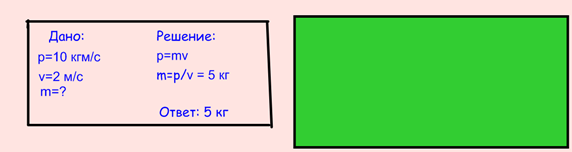 Дано:
p=10 кгм/с
v=2 м/с
m=?
Решение:
p=mv
m=p/v = 5 кг
Ответ: 5 кг